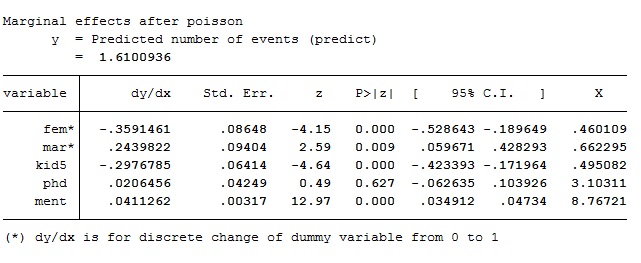 Marginal effects after poisson
y = Predicted number of events (predict)
= 1.6100936
variable dy/dx Std. Err. z P>|z| [ 95% C.I. ] X
fem* -.3591461 .08648 -4.15 0.000 -.528643 -.189649 .460109
mar* .2439822 .09404 2.59 0.009 .059671 .428293 .662295
kid5 -.2976785 .06414 -4.64 0.000 -.423393 -.171964 .495082
phd .0206456 .04249 0.49 0.627 -.062635 .103926 3.10311
ment .0411262 .00317 12.97 0.000 .034912 .04734 8.76721
(*) dy/dx is for discrete change of dummy variable from 0 to 1